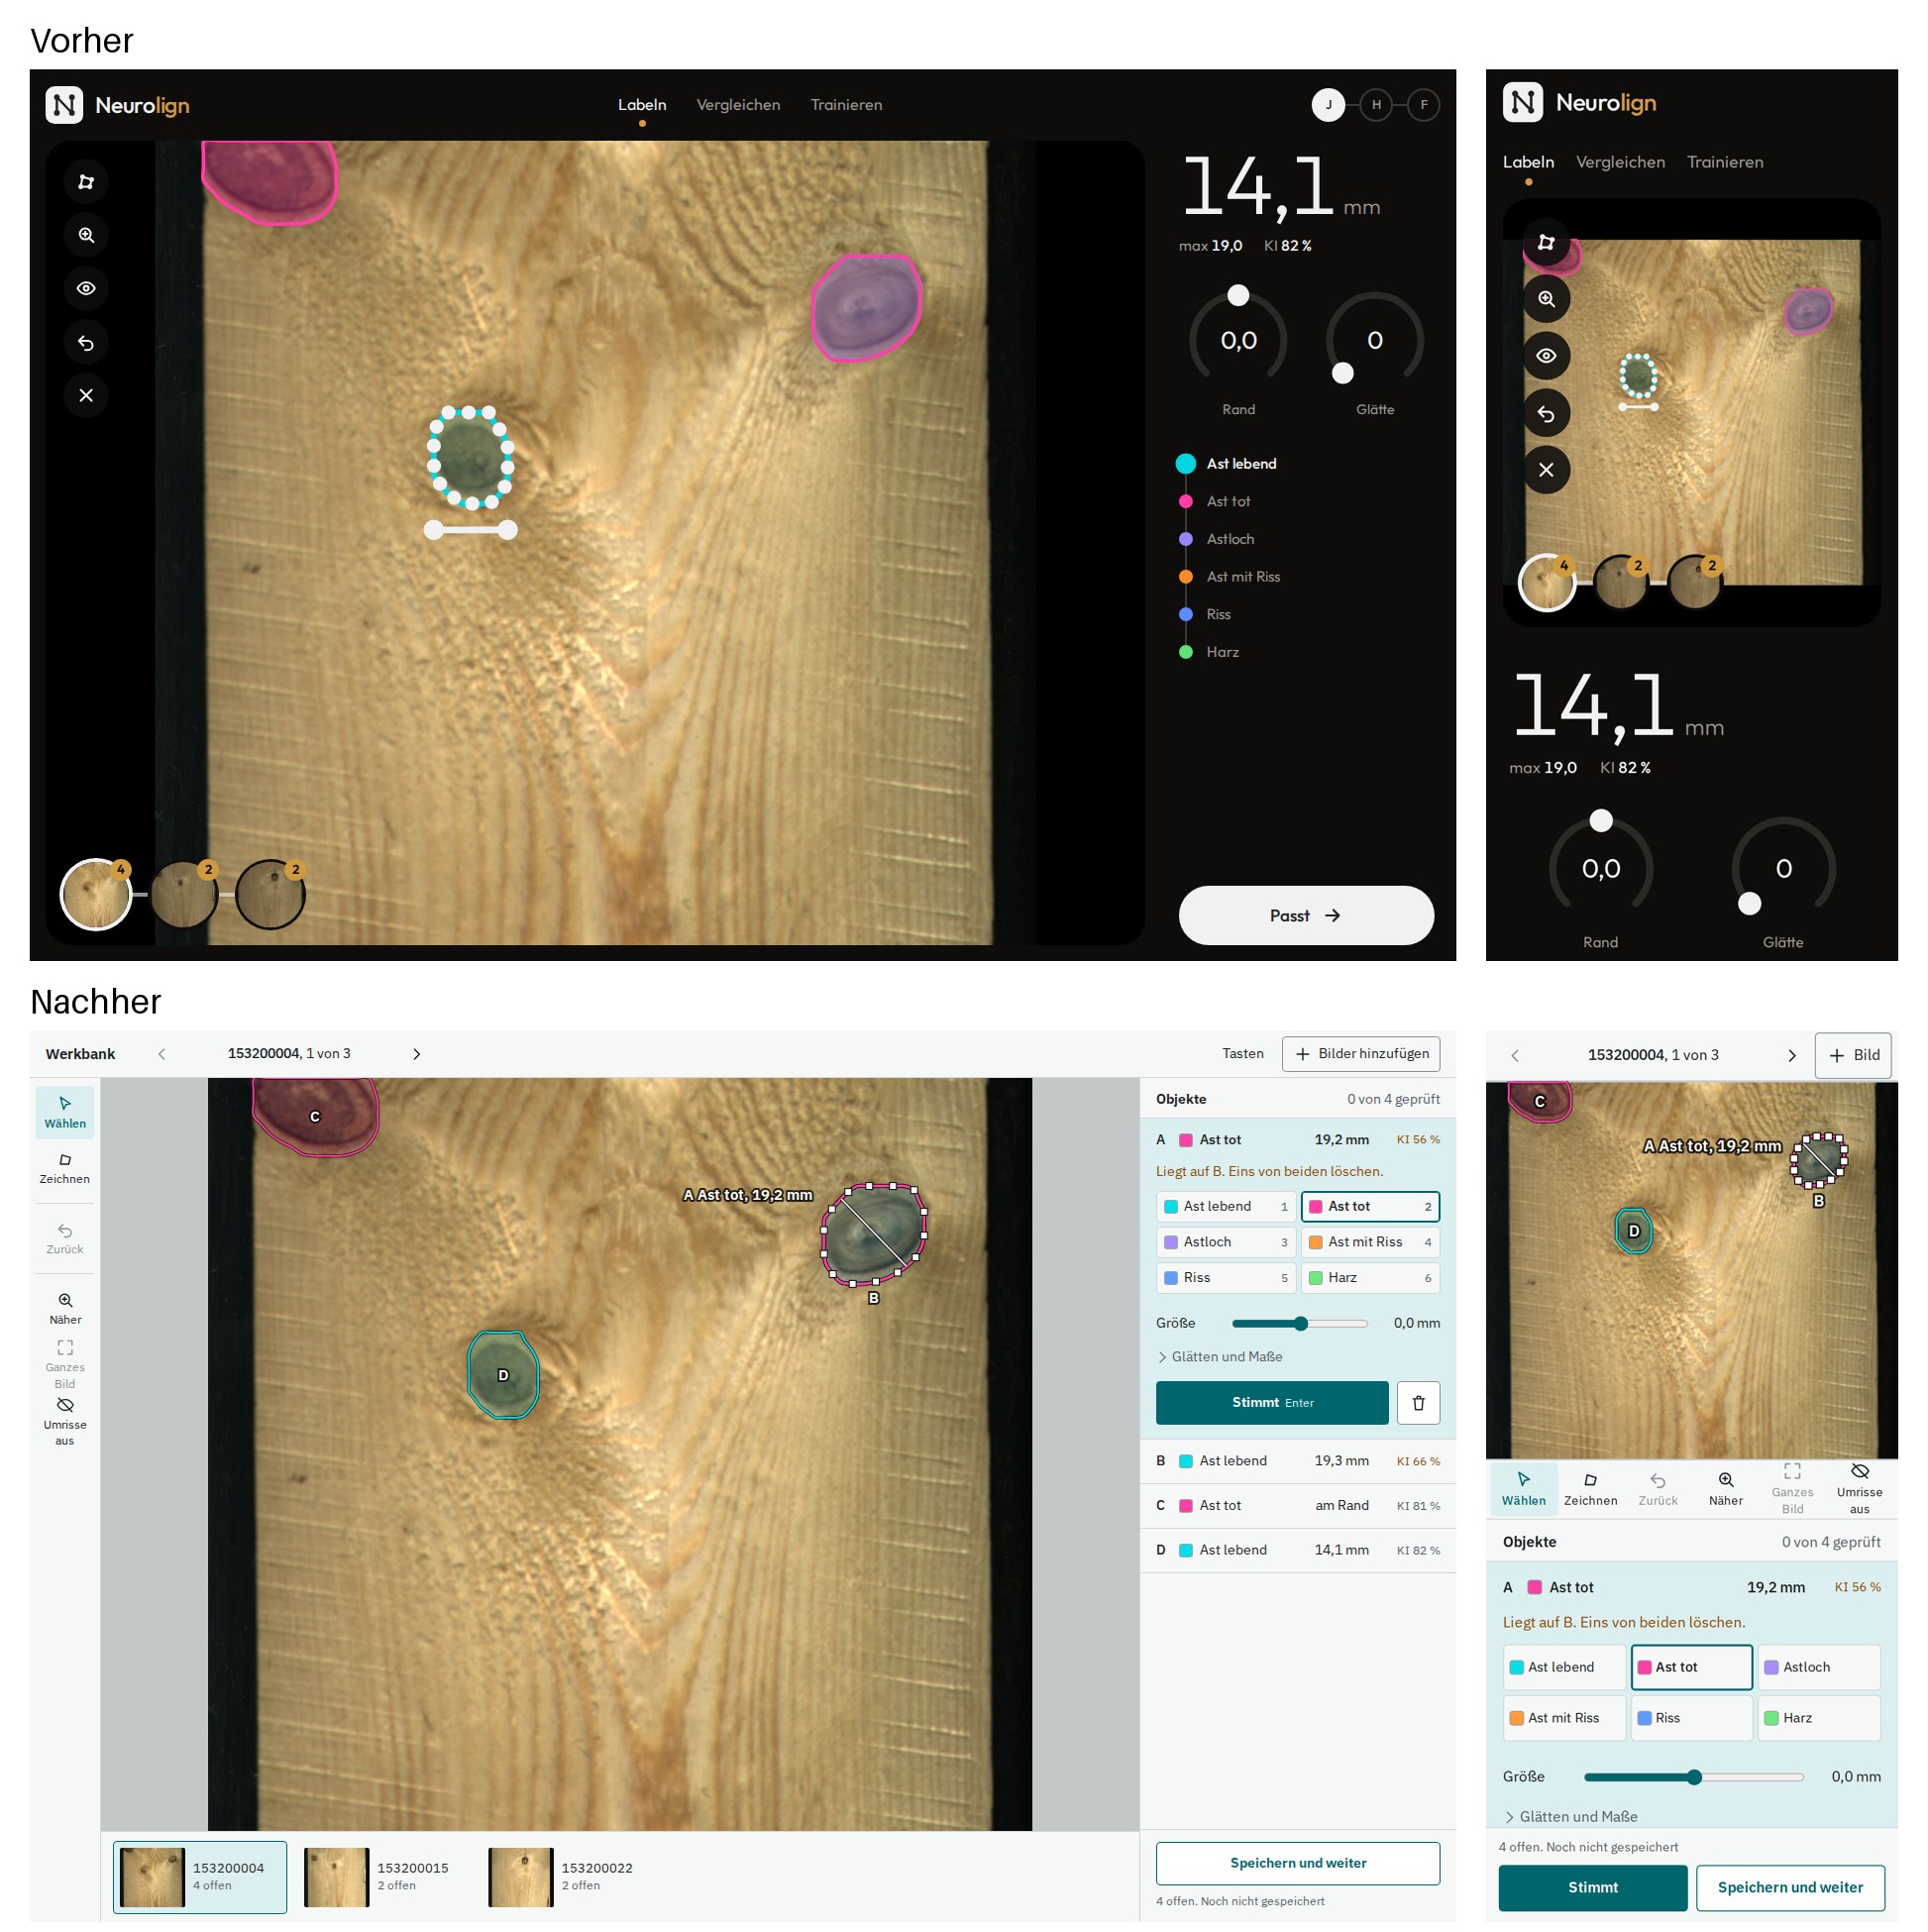 Vorher
Neurolign
Labeln Vergleichen Trainieren
J H F
14,1 mm
max 19,0 KI 82 %
0,0 0
Rand Glätte
Ast lebend
Ast tot
Astloch
Ast mit Riss
Riss
Harz
4 2 2
Passt
Neurolign
Labeln Vergleichen Trainieren
4 2 2
14,1 mm
max 19,0 KI 82 %
0,0 0
Rand Glätte
Nachher
Werkbank 153200004, 1 von 3 Tasten Bilder hinzufügen
Wählen
Zeichnen
Zurück
Näher
Ganzes
Bild
Umrisse
aus
C
A Ast tot, 19,2 mm
B
D
Objekte 0 von 4 geprüft
A Ast tot 19,2 mm KI 56 %
Liegt auf B. Eins von beiden löschen.
Ast lebend 1 Ast tot 2
Astloch 3 Ast mit Riss 4
Riss 5 Harz 6
Größe 0,0 mm
Glätten und Maße
Stimmt Enter
B Ast lebend 19,3 mm KI 66 %
C Ast tot am Rand KI 81 %
D Ast lebend 14,1 mm KI 82 %
153200004
4 offen
153200015
2 offen
153200022
2 offen
Speichern und weiter
4 offen. Noch nicht gespeichert
153200004, 1 von 3 Bild
C
A Ast tot, 19,2 mm
B
D
Wählen Zeichnen Zurück Näher Ganzes Bild Umrisse aus
Objekte 0 von 4 geprüft
A Ast tot 19,2 mm KI 56 %
Liegt auf B. Eins von beiden löschen.
Ast lebend Ast tot Astloch
Ast mit Riss Riss Harz
Größe 0,0 mm
Glätten und Maße
4 offen. Noch nicht gespeichert
Stimmt Speichern und weiter